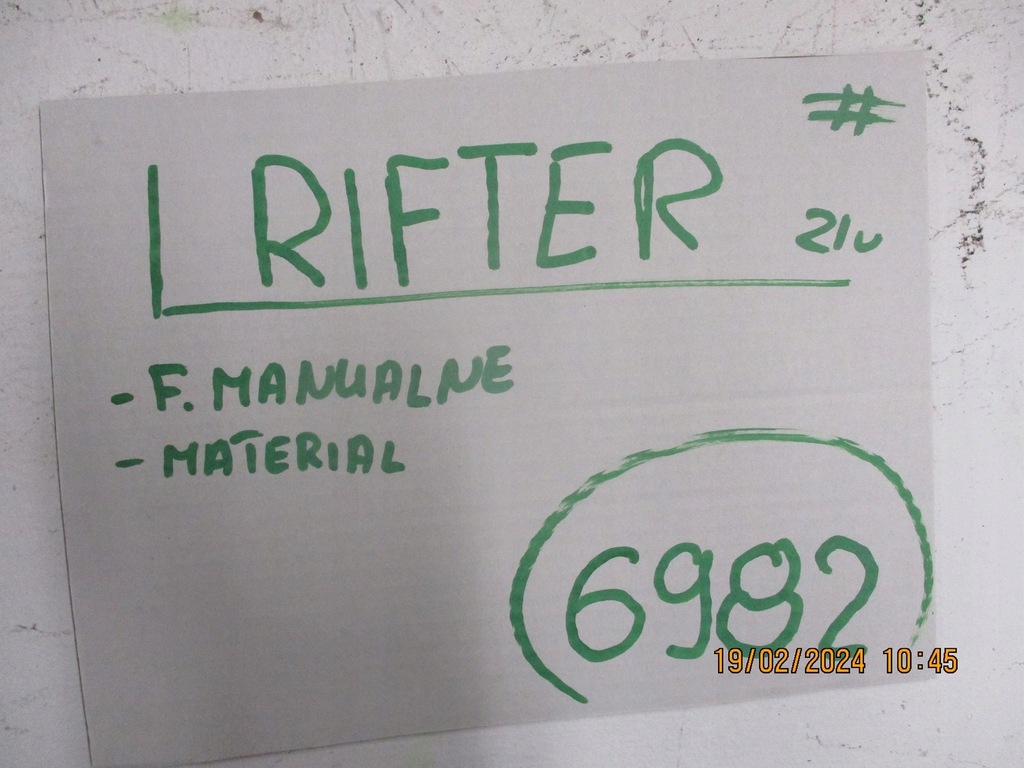 #
L RIFTER 21u
- F. MANUALNE
- MATERIAL
6982
19/02/2024 10:45